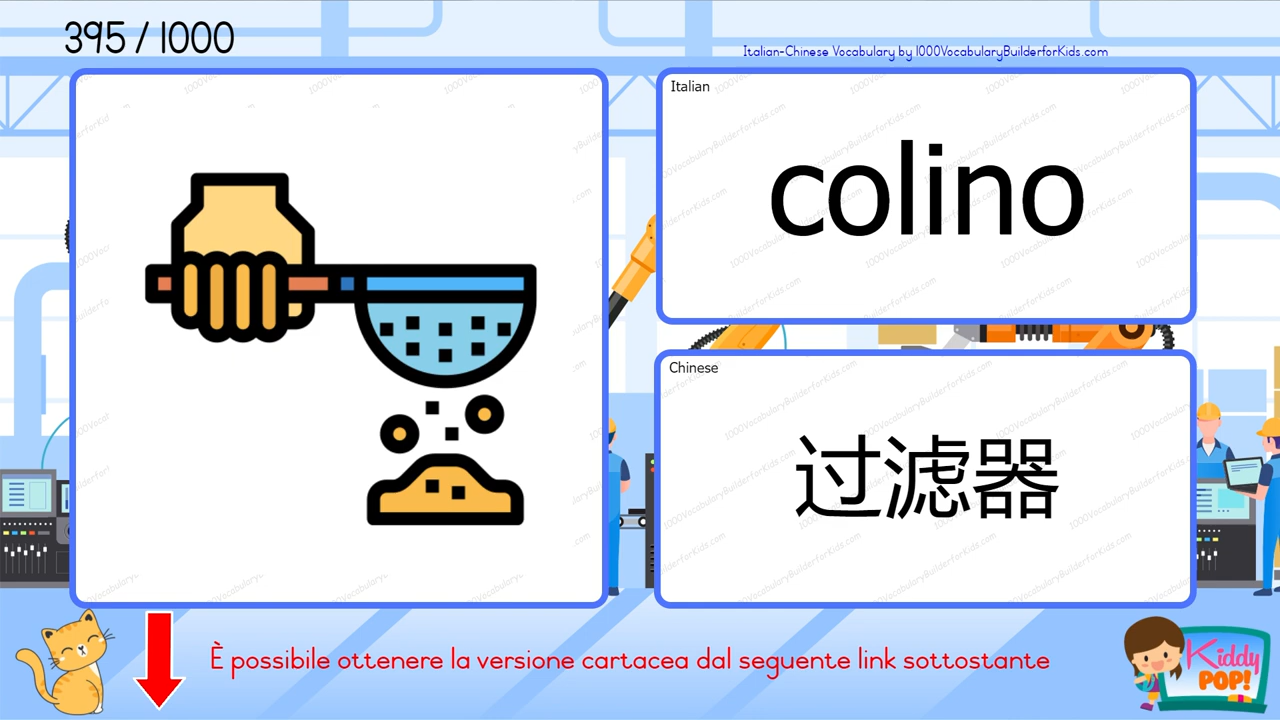 395 / 1000
Italian-Chinese Vocabulary by 1000VocabularyBuilderforKids.com
Italian
colino
Chinese
过滤器
È possibile ottenere la versione cartacea dal seguente link sottostante
Kiddy
POP!